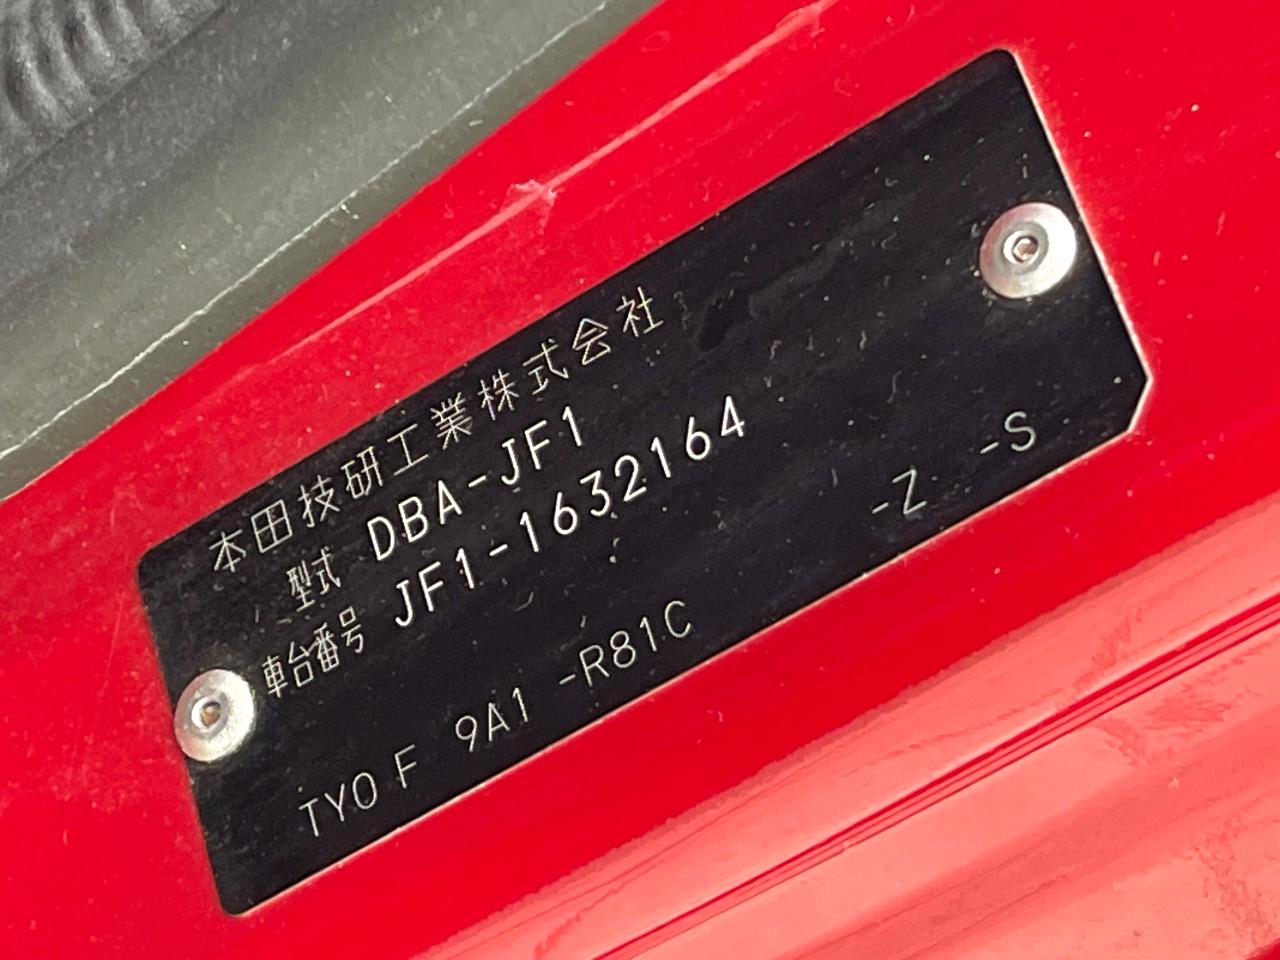 本田技研工業株式会社
型式 DBA-JF1
車台番号 JF1-1632164
-Z -S
TY0 F 9A1 -R81C